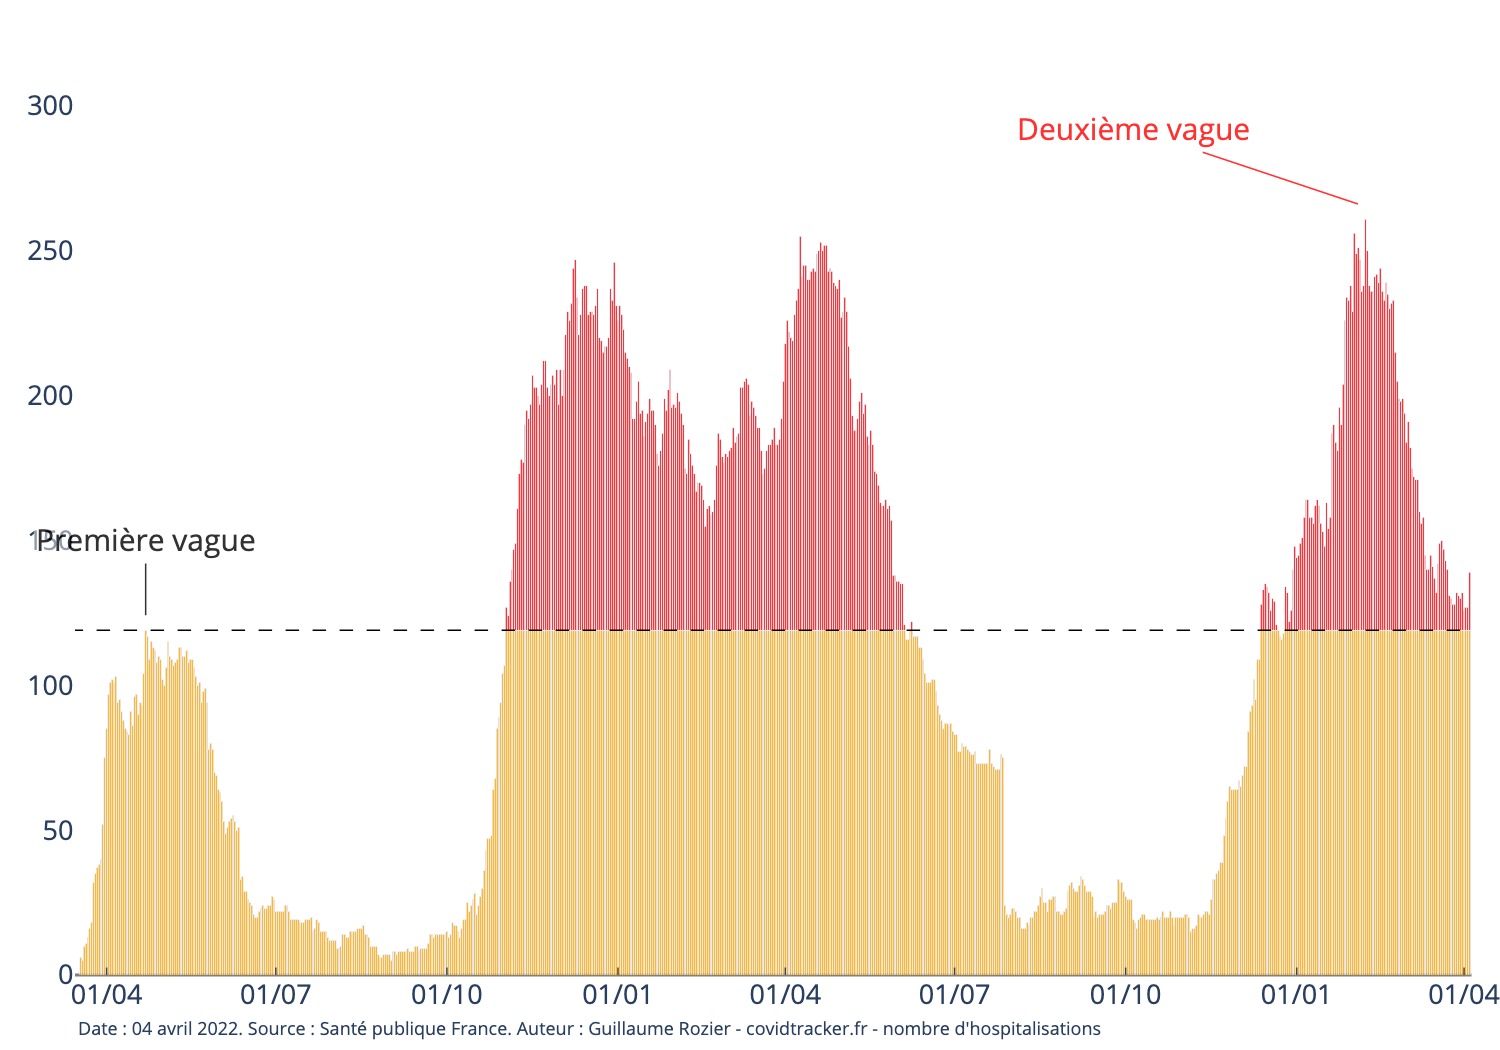 300
Deuxième vague
250
200
150
Première vague
100
50
0
01/04 01/07 01/10 01/01 01/04 01/07 01/10 01/01 01/04
Date : 04 avril 2022. Source : Santé publique France. Auteur : Guillaume Rozier - covidtracker.fr - nombre d'hospitalisations